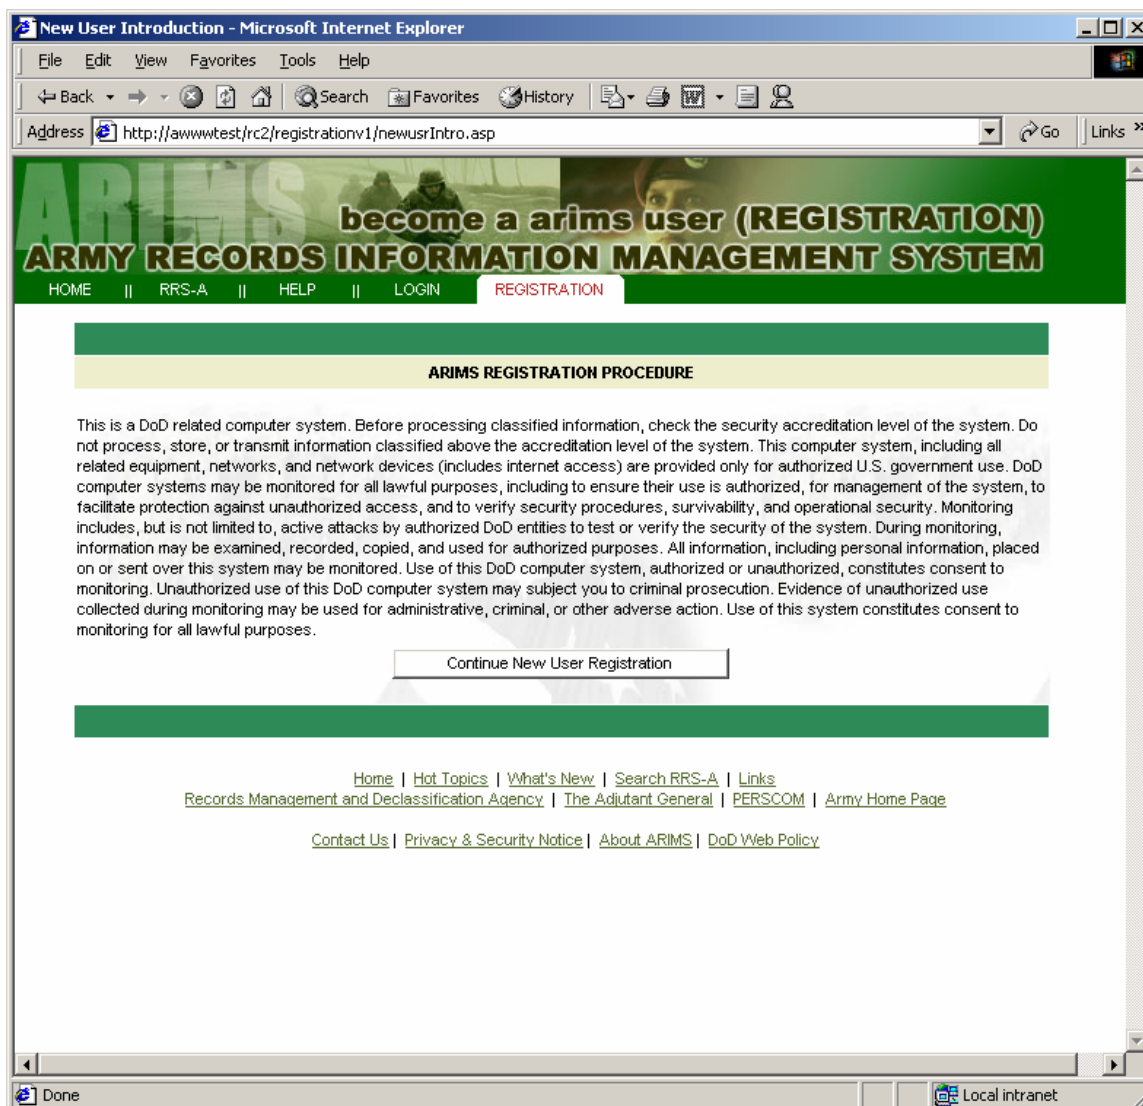 New User Introduction - Microsoft Internet Explorer
File Edit View Favorites Tools Help
Back Search Favorites History
Address http://awwwtest/rc2/registrationv1/newusrIntro.asp Go Links »
ARIMS
become a arims user (REGISTRATION)
ARMY RECORDS INFORMATION MANAGEMENT SYSTEM
HOME || RRS-A || HELP || LOGIN REGISTRATION
ARIMS REGISTRATION PROCEDURE
This is a DoD related computer system. Before processing classified information, check the security accreditation level of the system. Do
not process, store, or transmit information classified above the accreditation level of the system. This computer system, including all
related equipment, networks, and network devices (includes internet access) are provided only for authorized U.S. government use. DoD
computer systems may be monitored for all lawful purposes, including to ensure their use is authorized, for management of the system, to
facilitate protection against unauthorized access, and to verify security procedures, survivability, and operational security. Monitoring
includes, but is not limited to, active attacks by authorized DoD entities to test or verify the security of the system. During monitoring,
information may be examined, recorded, copied, and used for authorized purposes. All information, including personal information, placed
on or sent over this system may be monitored. Use of this DoD computer system, authorized or unauthorized, constitutes consent to
monitoring. Unauthorized use of this DoD computer system may subject you to criminal prosecution. Evidence of unauthorized use
collected during monitoring may be used for administrative, criminal, or other adverse action. Use of this system constitutes consent to
monitoring for all lawful purposes.
Continue New User Registration
Home | Hot Topics | What's New | Search RRS-A | Links
Records Management and Declassification Agency | The Adjutant General | PERSCOM | Army Home Page
Contact Us | Privacy & Security Notice | About ARIMS | DoD Web Policy
Done Local intranet